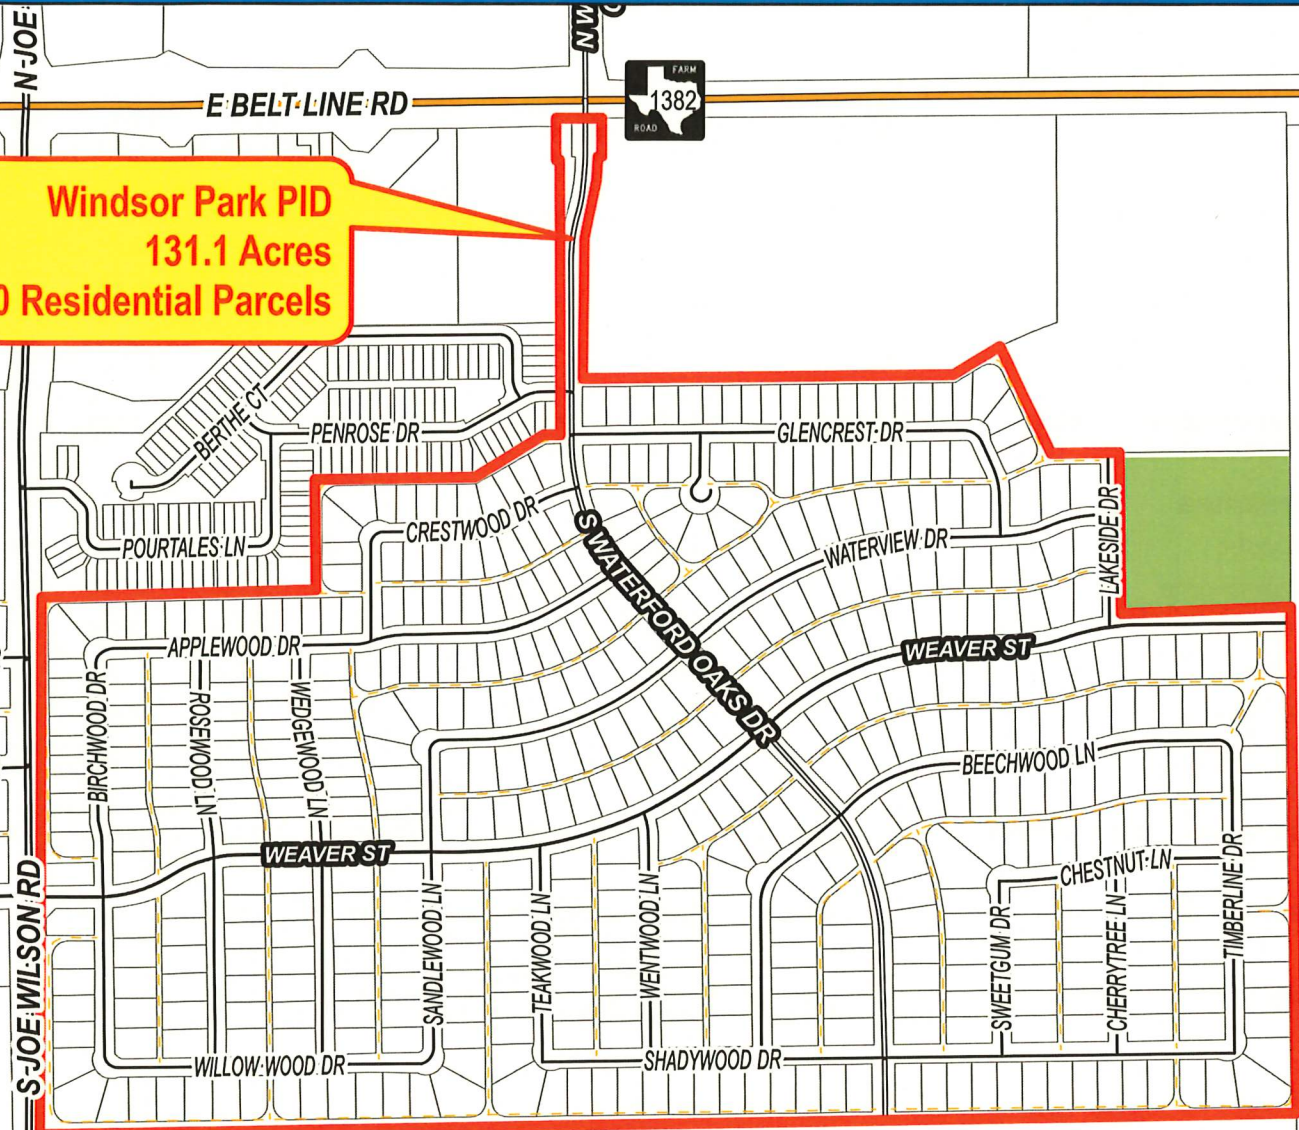 N JOE
N W
E BELT LINE RD
FARM
1382
ROAD
Windsor Park PID
131.1 Acres
0 Residential Parcels
BERTHE CT
PENROSE DR
GLENCREST DR
CRESTWOOD DR
POURTALES LN
S WATERFORD OAKS DR
WATERVIEW DR
LAKESIDE DR
APPLEWOOD DR
WEAVER ST
BIRCHWOOD DR
ROSEWOOD LN
WEDGEWOOD LN
BEECHWOOD LN
WEAVER ST
CHESTNUT LN
TIMBERLINE DR
S JOE WILSON RD
SANDLEWOOD LN
TEAKWOOD LN
WENTWOOD LN
SWEETGUM DR
CHERRYTREE LN
WILLOW WOOD DR
SHADYWOOD DR